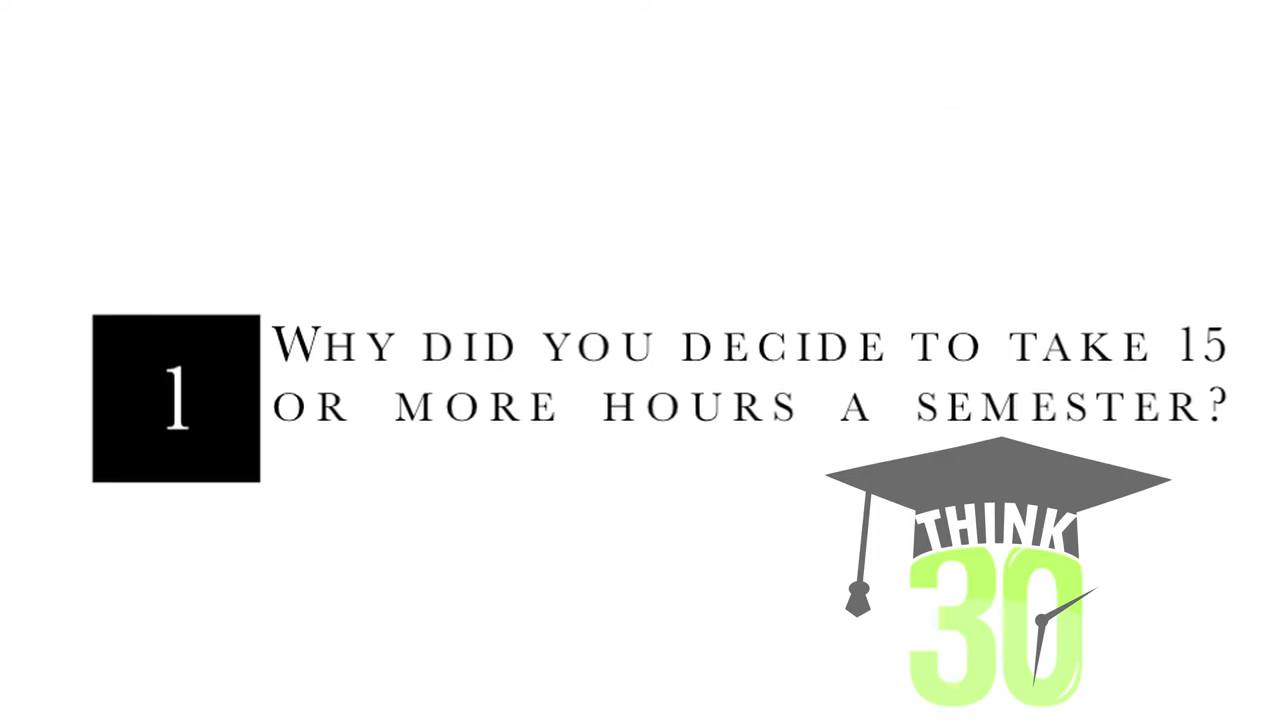 1
WHY DID YOU DECIDE TO TAKE 15
OR MORE HOURS A SEMESTER?
THINK
30